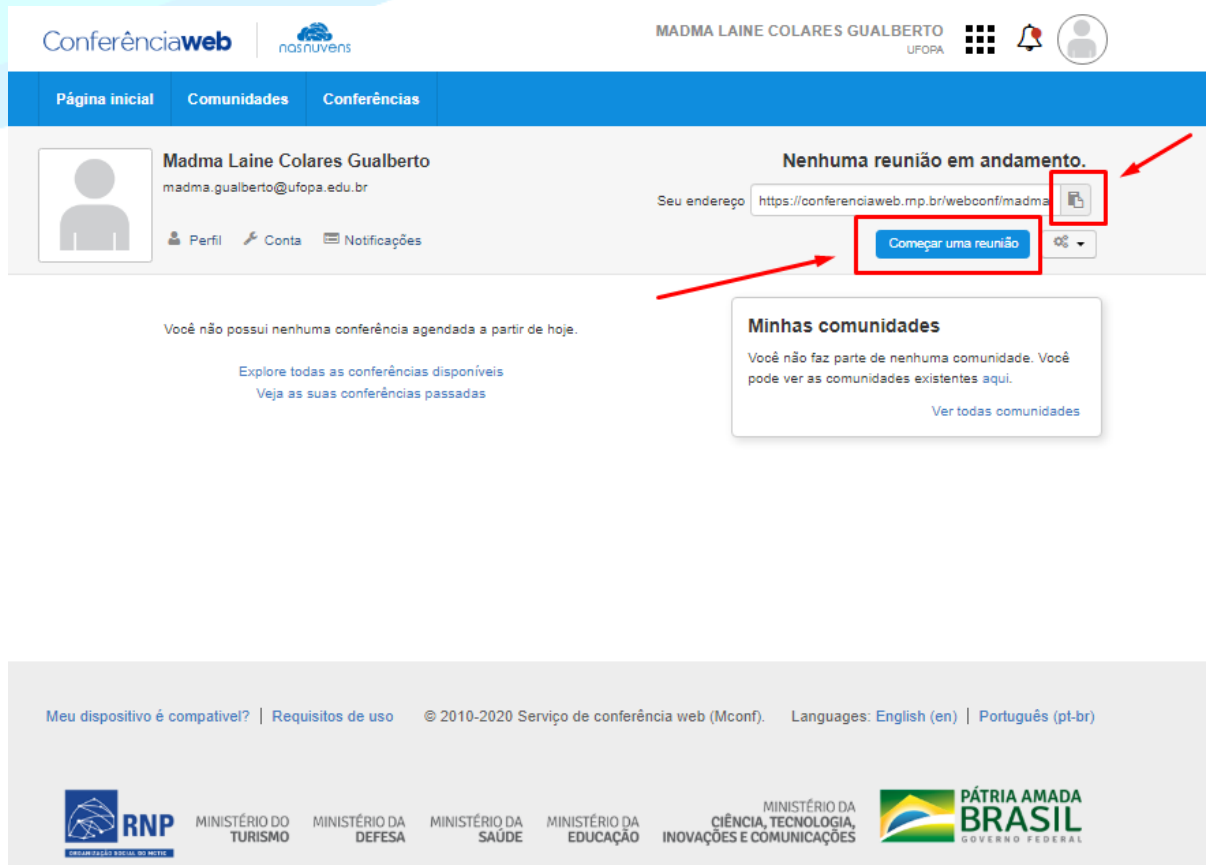 Conferênciaweb
nasnuvens
MADMA LAINE COLARES GUALBERTO
UFOPA
Página inicial Comunidades Conferências
Madma Laine Colares Gualberto
madma.gualberto@ufopa.edu.br
Perfil Conta Notificações
Nenhuma reunião em andamento.
Seu endereço https://conferenciaweb.rnp.br/webconf/madma
Começar uma reunião
Você não possui nenhuma conferência agendada a partir de hoje.
Explore todas as conferências disponíveis
Veja as suas conferências passadas
Minhas comunidades
Você não faz parte de nenhuma comunidade. Você
pode ver as comunidades existentes aqui.
Ver todas comunidades
Meu dispositivo é compativel? | Requisitos de uso © 2010-2020 Serviço de conferência web (Mconf). Languages: English (en) | Português (pt-br)
RNP
ORGANIZAÇÃO SOCIAL DO MCTIC
MINISTÉRIO DO
TURISMO
MINISTÉRIO DA
DEFESA
MINISTÉRIO DA
SAÚDE
MINISTÉRIO DA
EDUCAÇÃO
MINISTÉRIO DA
CIÊNCIA, TECNOLOGIA,
INOVAÇÕES E COMUNICAÇÕES
PÁTRIA AMADA
BRASIL
GOVERNO FEDERAL